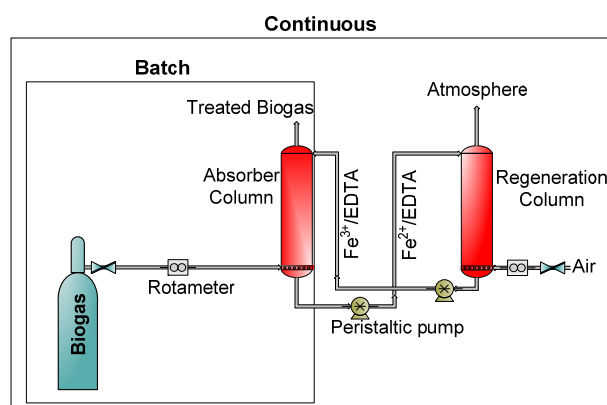 Continuous
Batch
Treated Biogas
Atmosphere
Absorber
Column
Fe³⁺/EDTA
Fe²⁺/EDTA
Regeneration
Column
Rotameter
Air
Biogas
Peristaltic pump